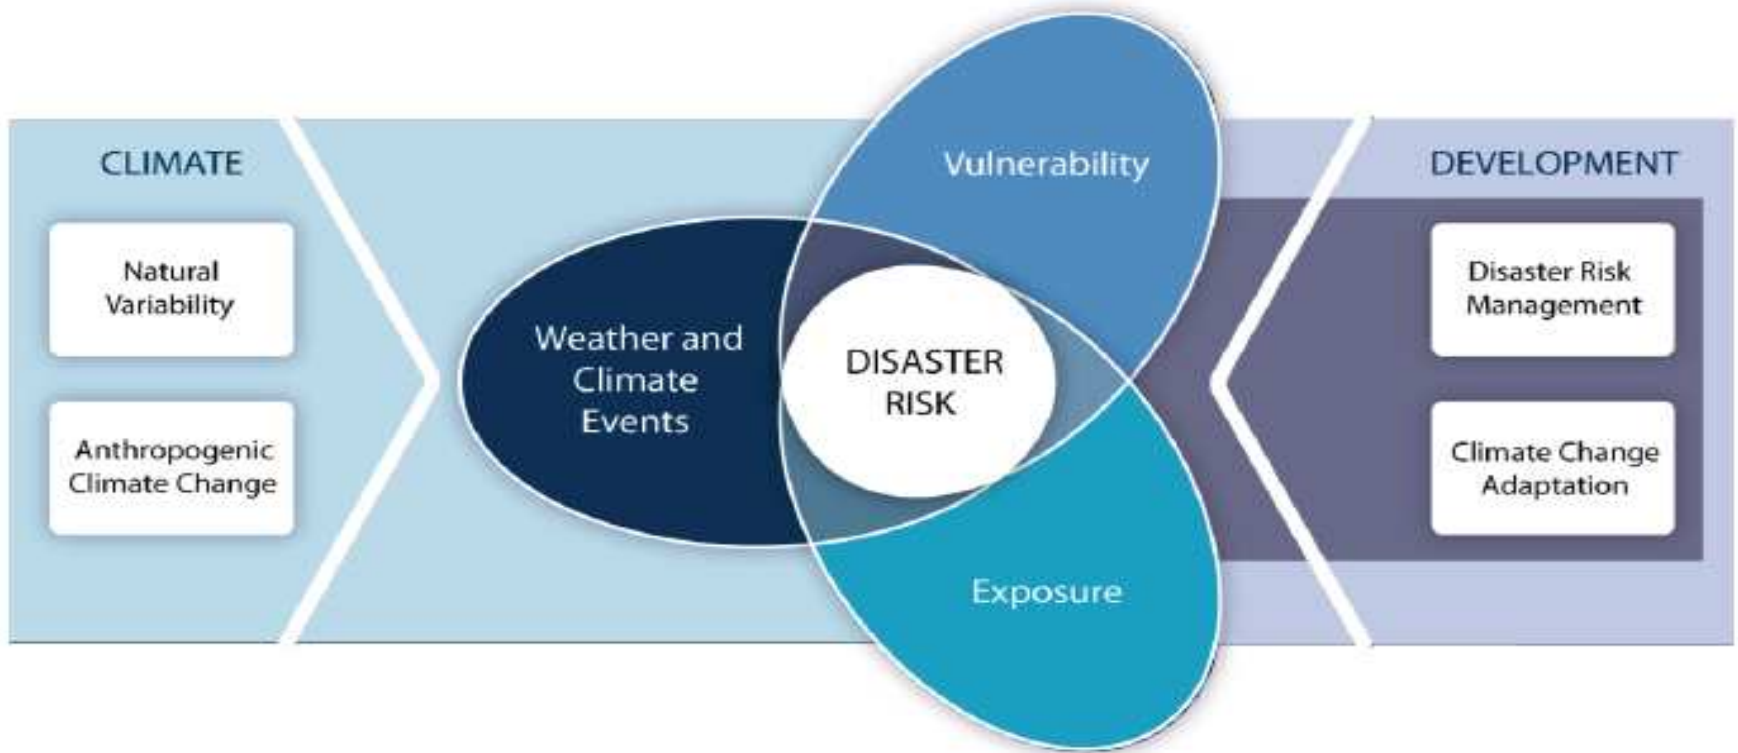 CLIMATE
Natural
Variability
Anthropogenic
Climate Change
Weather and
Climate
Events
Vulnerability
DISASTER
RISK
Exposure
DEVELOPMENT
Disaster Risk
Management
Climate Change
Adaptation